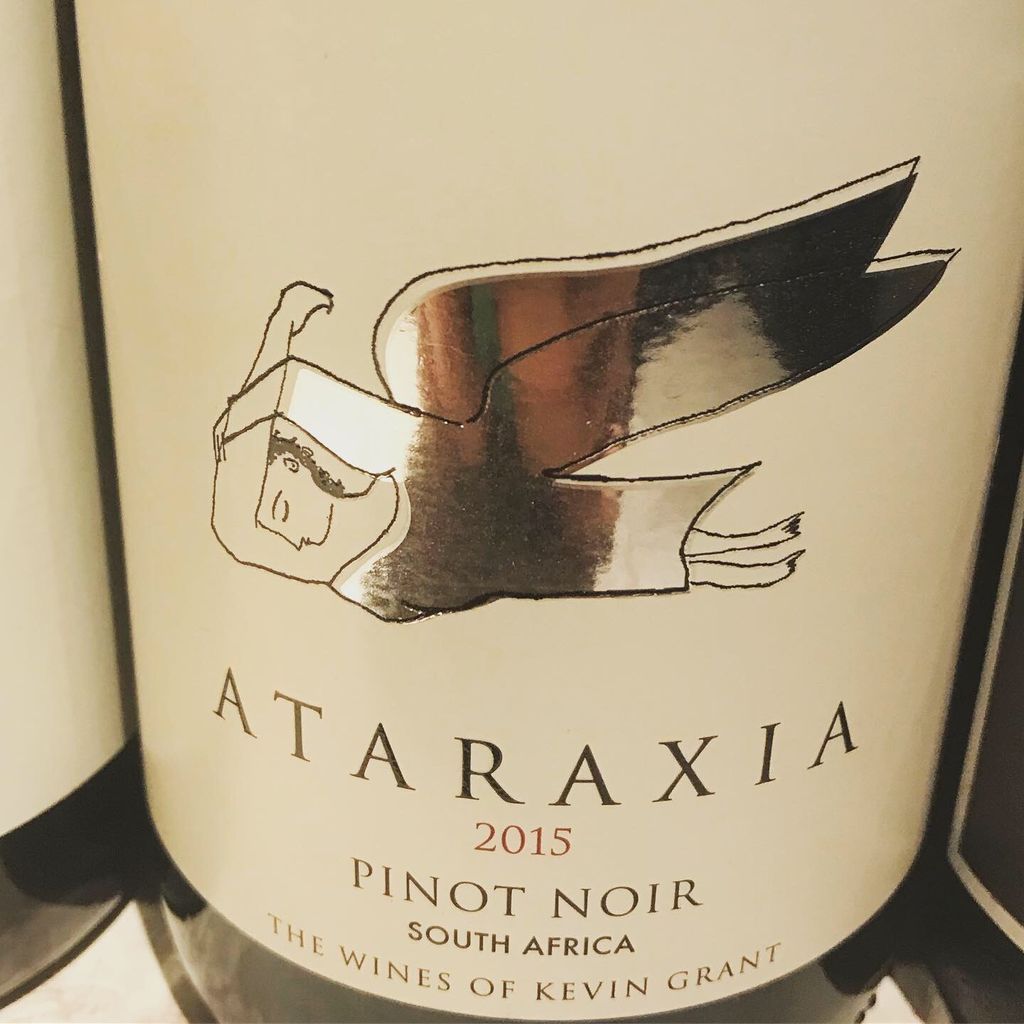 ATARAXIA
2015
PINOT NOIR
SOUTH AFRICA
THE WINES OF KEVIN GRANT